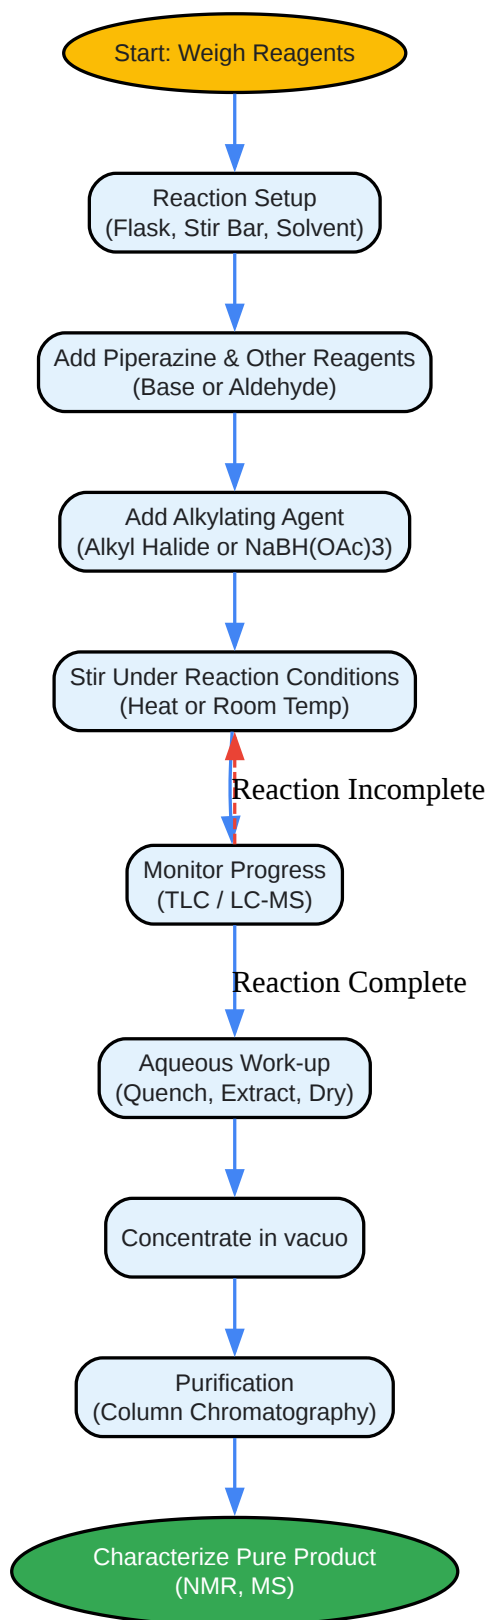 Start: Weigh Reagents
Reaction Setup
(Flask, Stir Bar, Solvent)
Add Piperazine & Other Reagents
(Base or Aldehyde)
Add Alkylating Agent
(Alkyl Halide or NaBH(OAc)3)
Stir Under Reaction Conditions
(Heat or Room Temp)
Reaction Incomplete
Monitor Progress
(TLC / LC-MS)
Reaction Complete
Aqueous Work-up
(Quench, Extract, Dry)
Concentrate in vacuo
Purification
(Column Chromatography)
Characterize Pure Product
(NMR, MS)